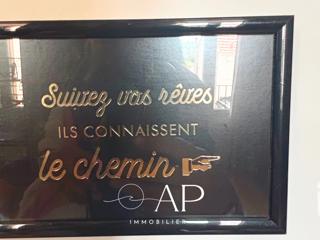 Suivez vos rêves
ILS CONNAISSENT
le chemin
AP
IMMOBILIER